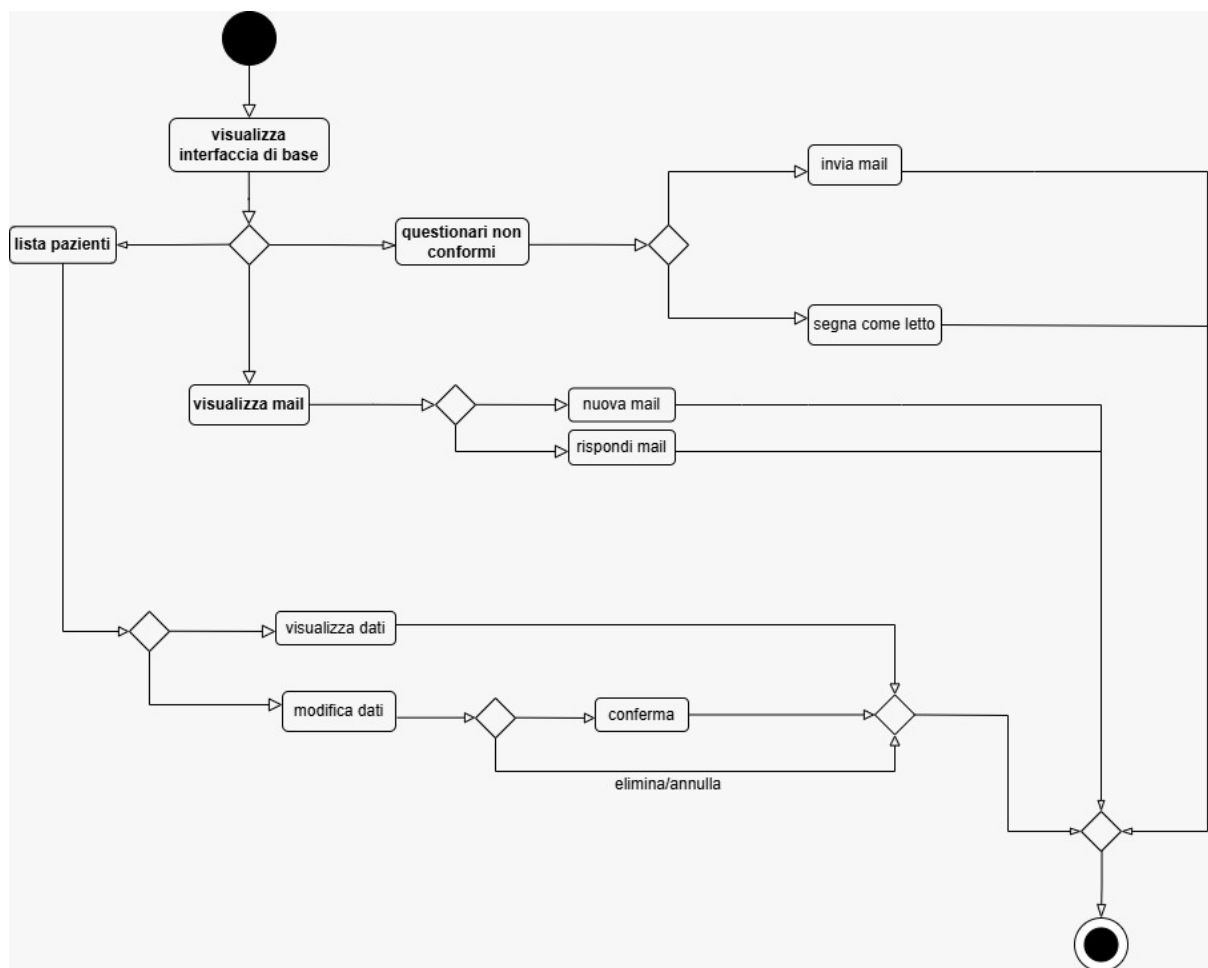 visualizza
interfaccia di base
invia mail
lista pazienti
questionari non
conformi
segna come letto
visualizza mail
nuova mail
rispondi mail
visualizza dati
modifica dati
conferma
elimina/annulla